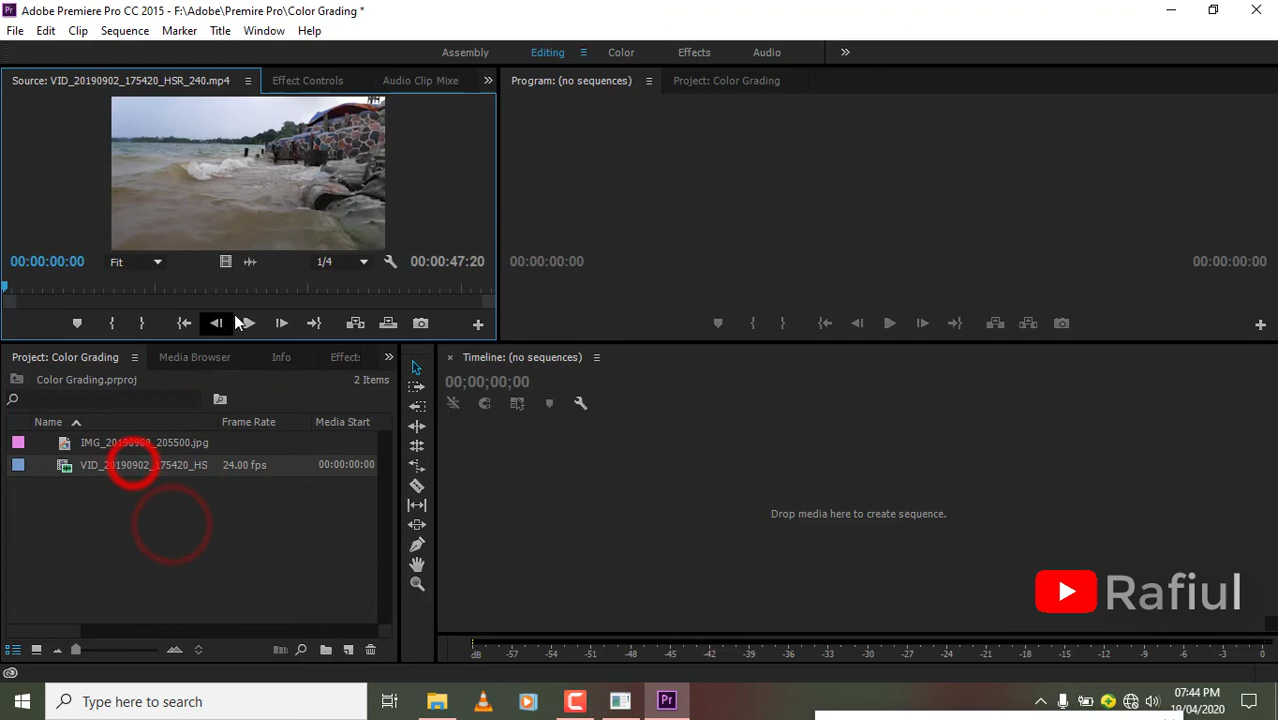 Adobe Premiere Pro CC 2015 - F:\Adobe\Premire Pro\Color Grading *
File Edit Clip Sequence Marker Title Window Help
Assembly Editing Color Effects Audio
Source: VID_20190902_175420_HSR_240.mp4 Effect Controls Audio Clip Mixe
Program: (no sequences) Project: Color Grading
00:00:00:00 Fit 1/4 00:00:47:20
00:00:00:00 00:00:00:00
Project: Color Grading Media Browser Info Effect
Timeline: (no sequences)
Color Grading.prproj 2 Items
00;00;00;00
Name Frame Rate Media Start
IMG_20190908_205500.jpg
VID_20190902_175420_HS 24.00 fps 00:00:00:00
Drop media here to create sequence.
Rafiul
dB -57 -54 -51 -48 -45 -42 -39 -36 -33 -30 -27 -24 -21 -18 -15 -12 -9 -6 -3 0
Type here to search
07:44 PM
19/04/2020